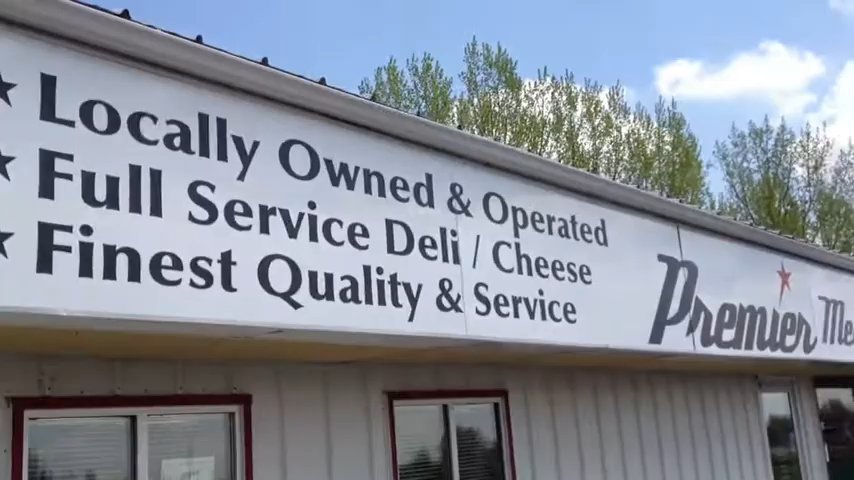 Locally Owned & Operated
Full Service Deli / Cheese
Finest Quality & Service
Premier